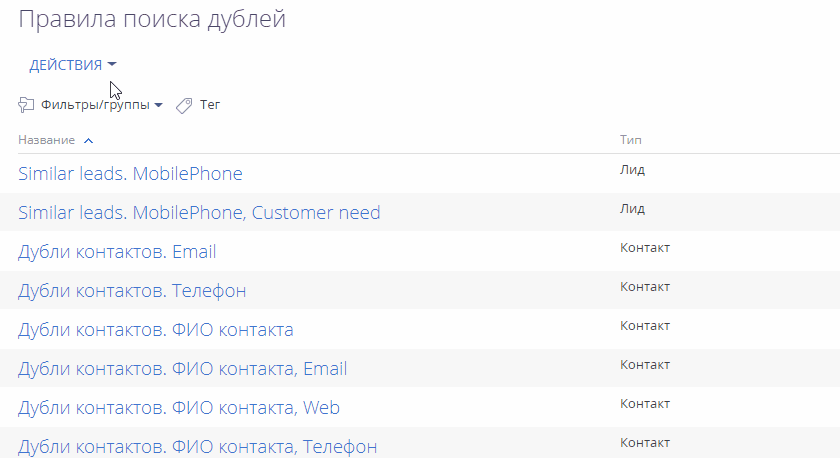 Правила поиска дублей
ДЕЙСТВИЯ
Фильтры/группы Тег
Название Тип
Similar leads. MobilePhone Лид
Similar leads. MobilePhone, Customer need Лид
Дубли контактов. Email Контакт
Дубли контактов. Телефон Контакт
Дубли контактов. ФИО контакта Контакт
Дубли контактов. ФИО контакта, Email Контакт
Дубли контактов. ФИО контакта, Web Контакт
Дубли контактов. ФИО контакта, Телефон Контакт